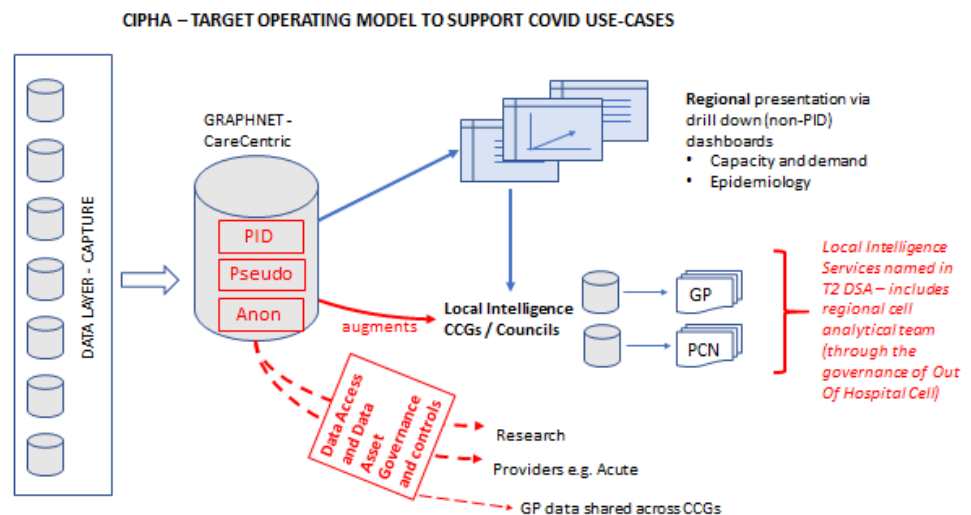 CIPHA – TARGET OPERATING MODEL TO SUPPORT COVID USE-CASES
DATA LAYER - CAPTURE
GRAPHNET -
CareCentric
PID
Pseudo
Anon
augments
Regional presentation via
drill down (non-PID)
dashboards
• Capacity and demand
• Epidemiology
Local Intelligence
CCGs / Councils
GP
PCN
Local Intelligence
Services named in
T2 DSA – includes
regional cell
analytical team
(through the
governance of Out
Of Hospital Cell)
Data Access
and Data
Asset
Governance
and controls
Research
Providers e.g. Acute
GP data shared across CCGs